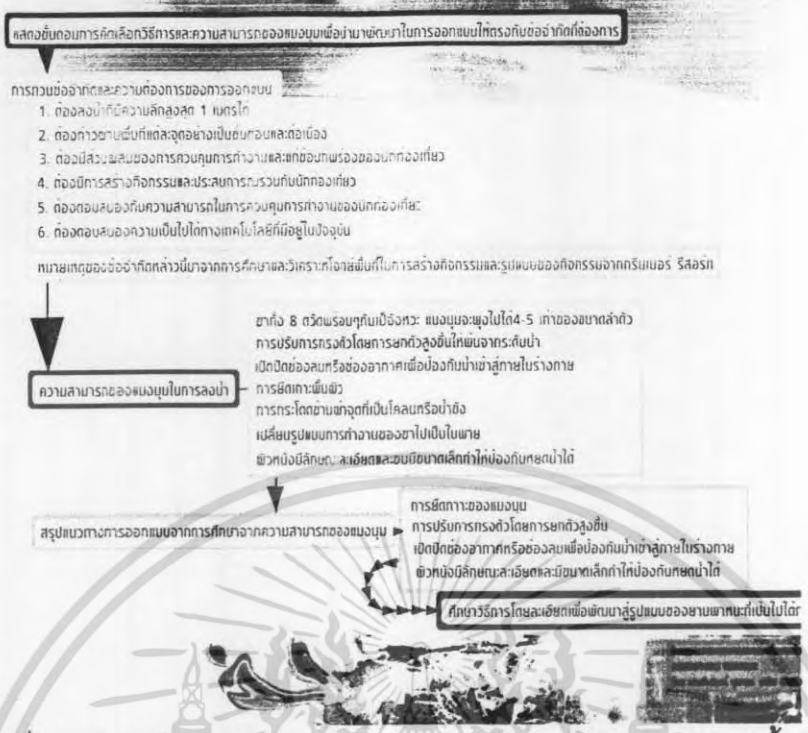 แสดงขั้นตอนการคัดเลือกวิธีการและความสามารถของแมงมุมเพื่อนำมาพัฒนาในการออกแบบให้ตรงกับข้อจำกัดที่ต้องการ
การทวนข้อจำกัดและความต้องการของการออกแบบ
1. ต้องลงน้ำที่มีความลึกสูงสุด 1 เมตรได้
2. ต้องก้าวผ่านพื้นที่แต่ละจุดอย่างเป็นขั้นตอนและต่อเนื่อง
3. ต้องมีส่วนผสมของการควบคุมการทำงานและแก้ข้อบกพร่องของนักท่องเที่ยว
4. ต้องมีการสร้างกิจกรรมและประสบการณ์ร่วมกับนักท่องเที่ยว
5. ต้องตอบสนองกับความสามารถในการควบคุมการทำงานของนักท่องเที่ยว
6. ต้องตอบสนองความเป็นไปได้ทางเทคโนโลยีที่มีอยู่ในปัจจุบัน
หมายเหตุของข้อจำกัดกล่าวนี้มาจากการศึกษาและวิเคราะห์โดยพื้นที่ในการสร้างกิจกรรมและรูปแบบของกิจกรรมจากกรีนเบอร์ รีสอร์ท
ขาทั้ง 8 ตวัดพร้อมๆกันเป็นจังหวะ แมงมุมจะพุ่งไปได้4-5 เท่าของขนาดลำตัว
การปรับการทรงตัวโดยการยกตัวสูงขึ้นให้พ้นจากระดับน้ำ
เปิดปิดช่องลมหรือช่องอากาศเพื่อป้องกันน้ำเข้าสู่ภายในร่างกาย
ความสามารถของแมงมุมในการลงน้ำ
การยึดเกาะพื้นผิว
การกระโดดข้ามผ่าจุดที่เป็นโคลนหรือน้ำขัง
เปลี่ยนรูปแบบการทำงานของขาไปเป็นใบพาย
ผิวหนังมีลักษณะละเอียดและขนมีขนาดเล็กทำให้ป้องกันหยดน้ำได้
สรุปแนวทางการออกแบบจากการศึกษาจากความสามารถของแมงมุม
การยึดเกาะของแมงมุม
การปรับการทรงตัวโดยการยกตัวสูงขึ้น
เปิดปิดช่องอากาศหรือช่องลมเพื่อป้องกันน้ำเข้าสู่ภายในร่างกาย
ผิวหนังมีลักษณะละเอียดและมีขนาดเล็กทำให้ป้องกันหยดน้ำได้
ศึกษาวิธีการโดยละเอียดเพื่อพัฒนาสู่รูปแบบของยานพาหนะที่เป็นไปได้